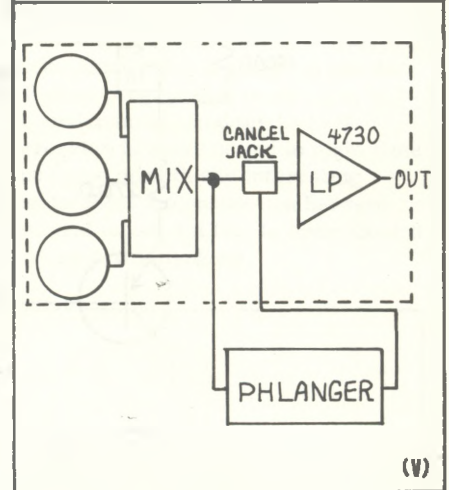 CANCEL
JACK
4730
MIX
LP
OUT
PHLANGER
(V)